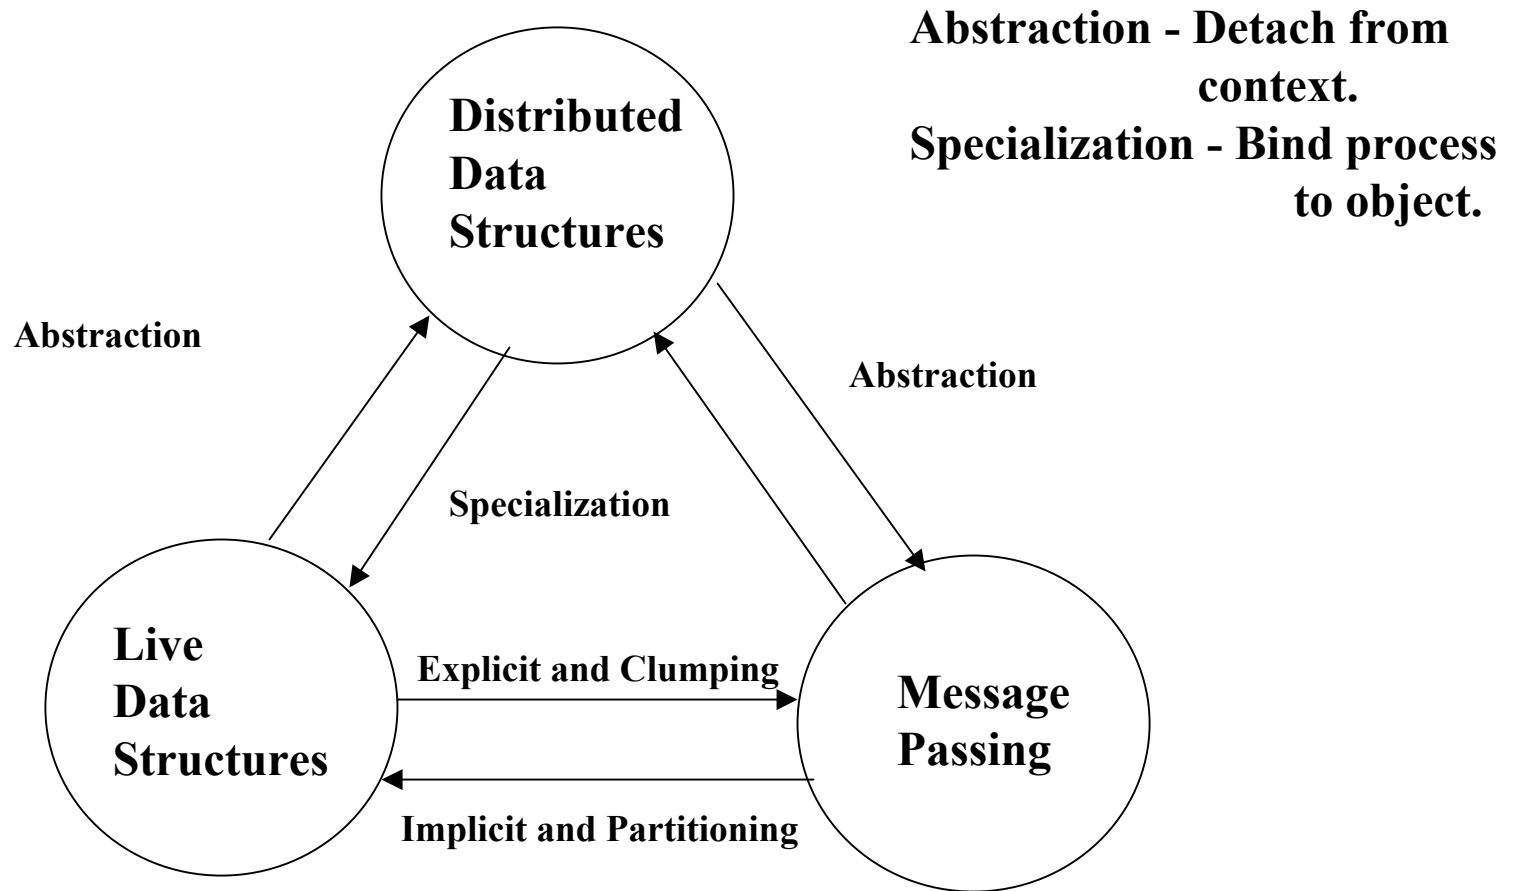 Abstraction - Detach from
context.
Specialization - Bind process
to object.
Distributed
Data
Structures
Abstraction
Abstraction
Specialization
Live
Data
Structures
Explicit and Clumping
Message
Passing
Implicit and Partitioning